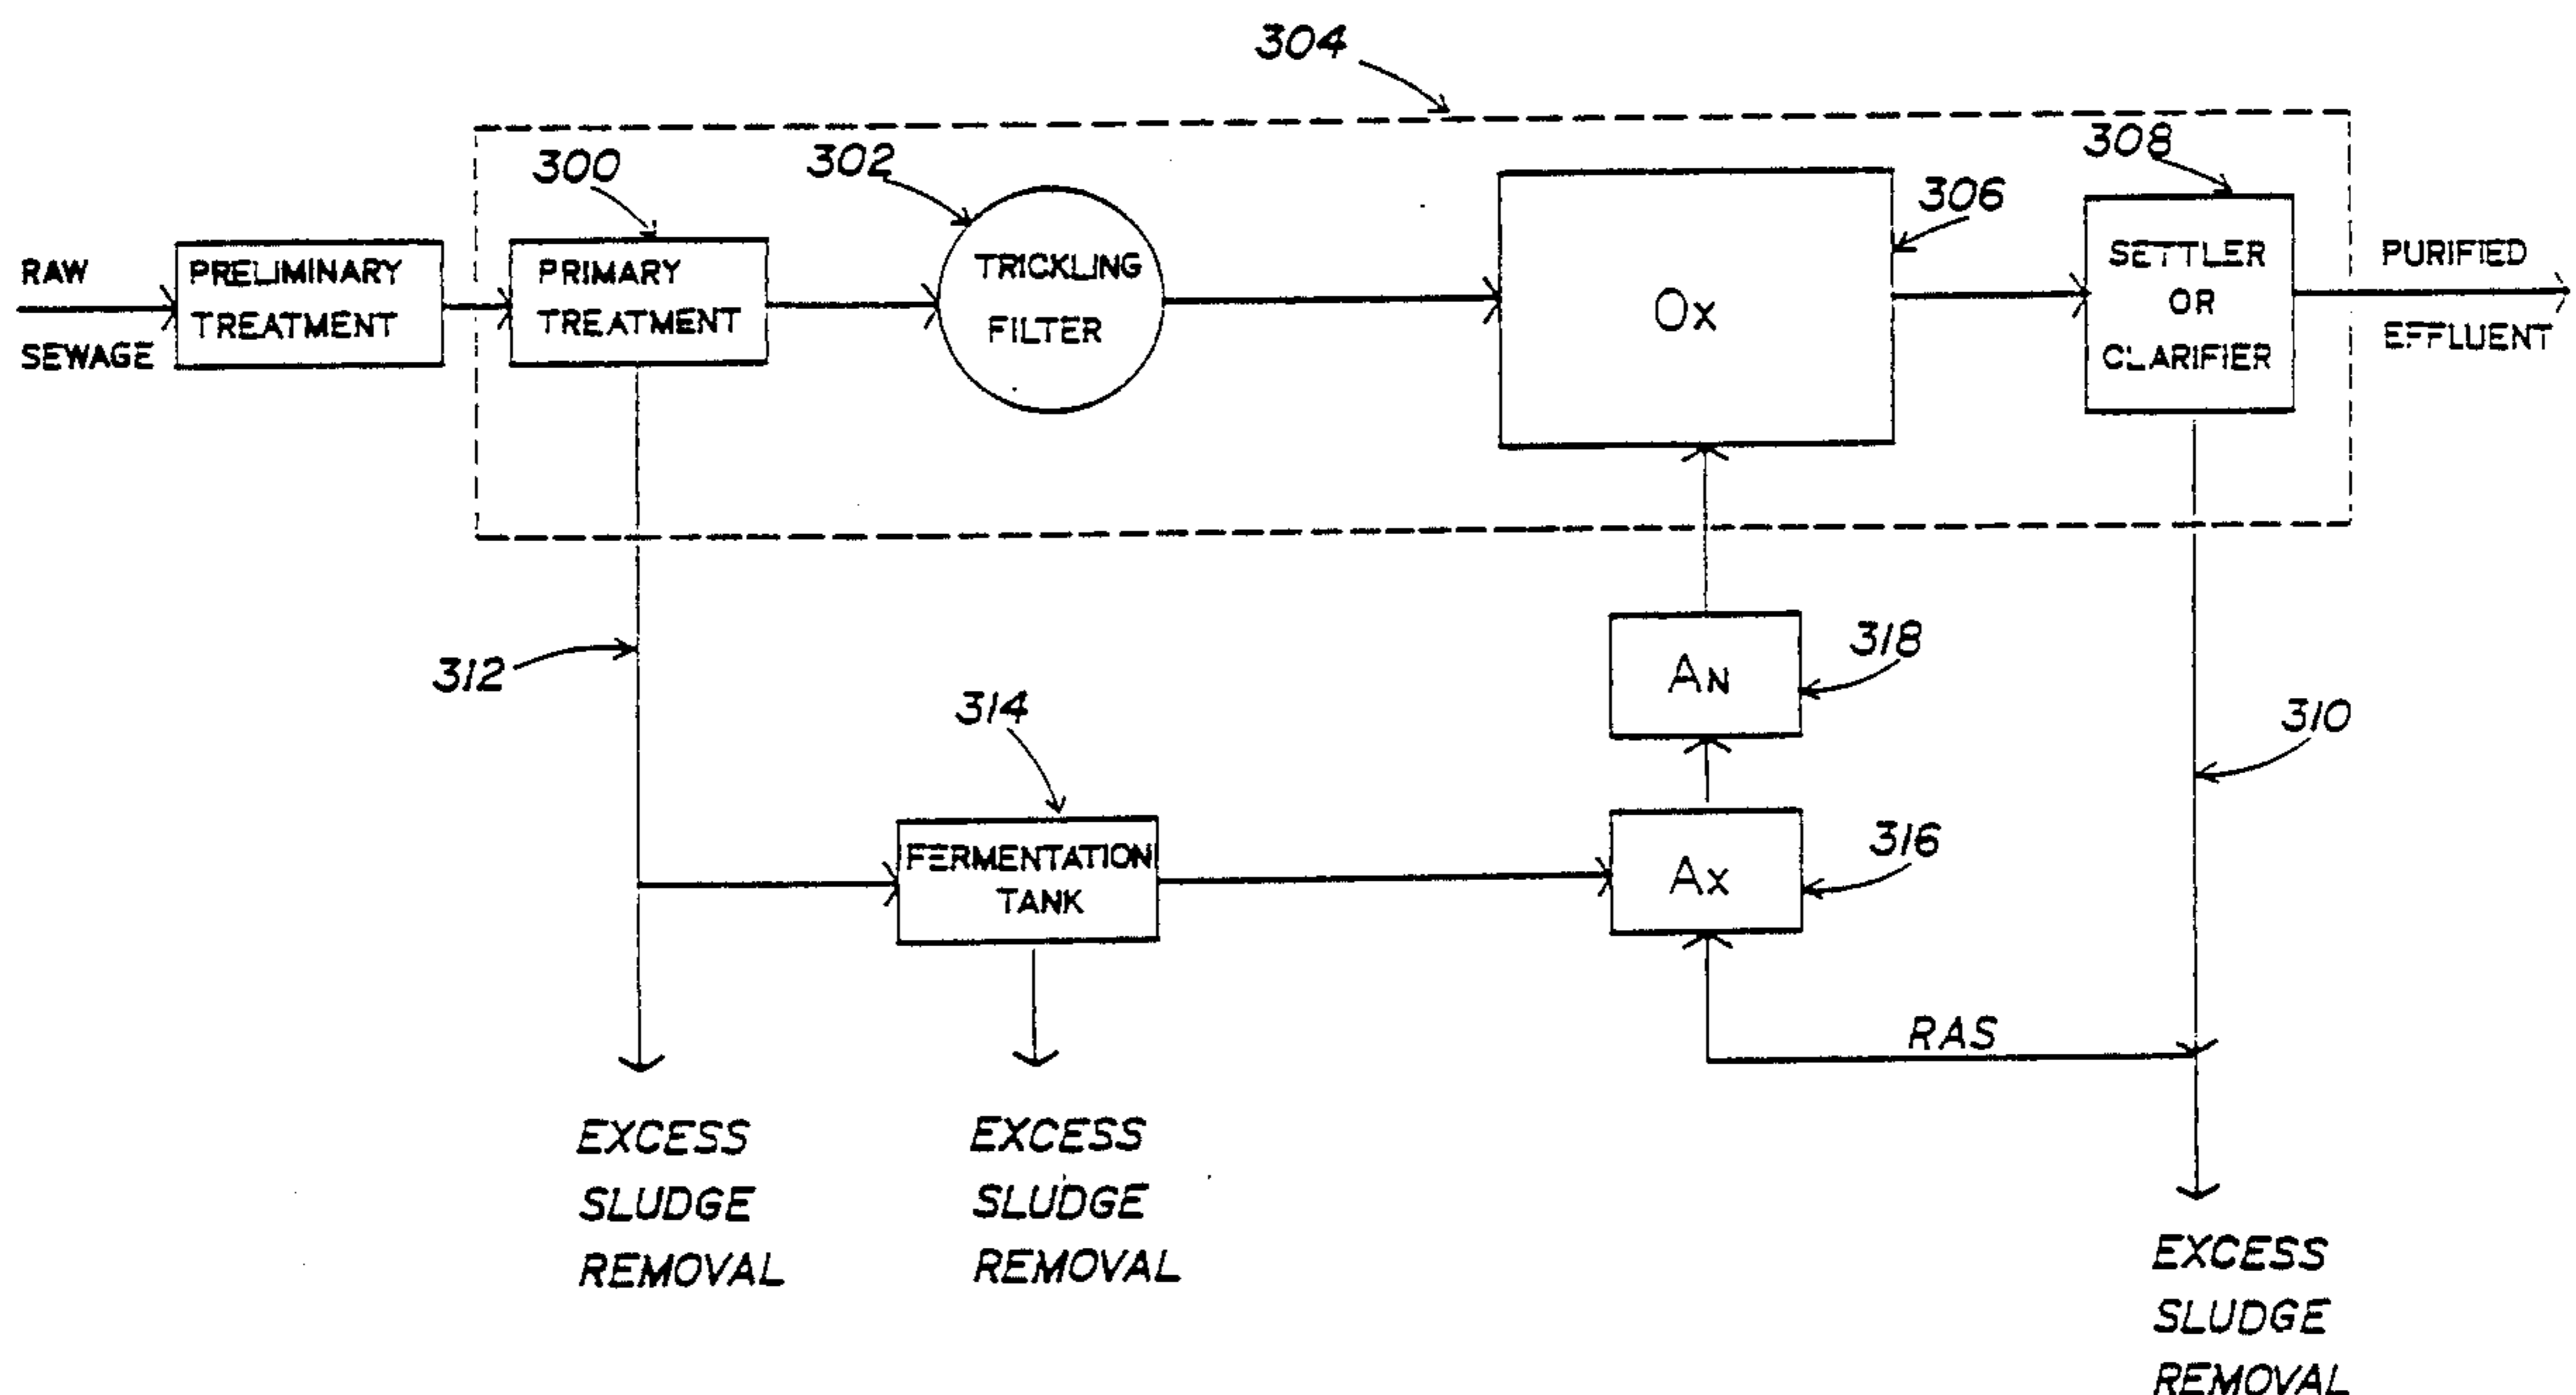 304
300
302
308
306
RAW
SEWAGE
PRELIMINARY
TREATMENT
PRIMARY
TREATMENT
TRICKLING
FILTER
Ox
SETTLER
OR
CLARIFIER
PURIFIED
EFFLUENT
312
314
AN
318
310
FERMENTATION
TANK
Ax
316
RAS
EXCESS
SLUDGE
REMOVAL
EXCESS
SLUDGE
REMOVAL
EXCESS
SLUDGE
REMOVAL